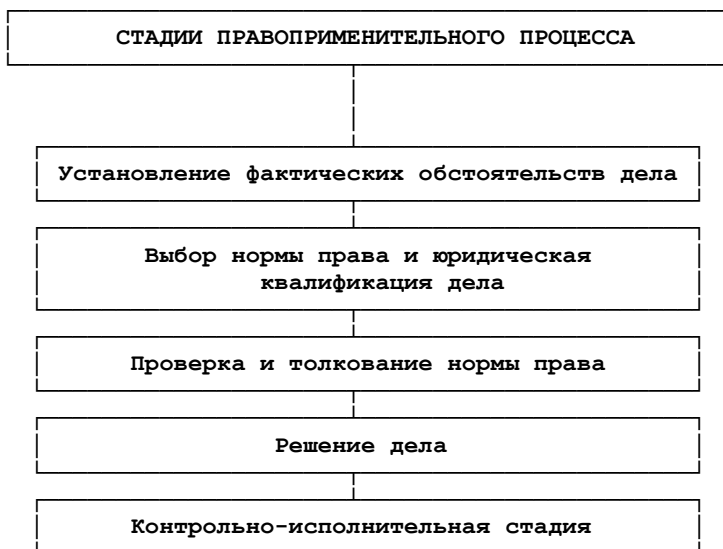 СТАДИИ ПРАВОПРИМЕНИТЕЛЬНОГО ПРОЦЕССА
Установление фактических обстоятельств дела
Выбор нормы права и юридическая
квалификация дела
Проверка и толкование нормы права
Решение дела
Контрольно-исполнительная стадия